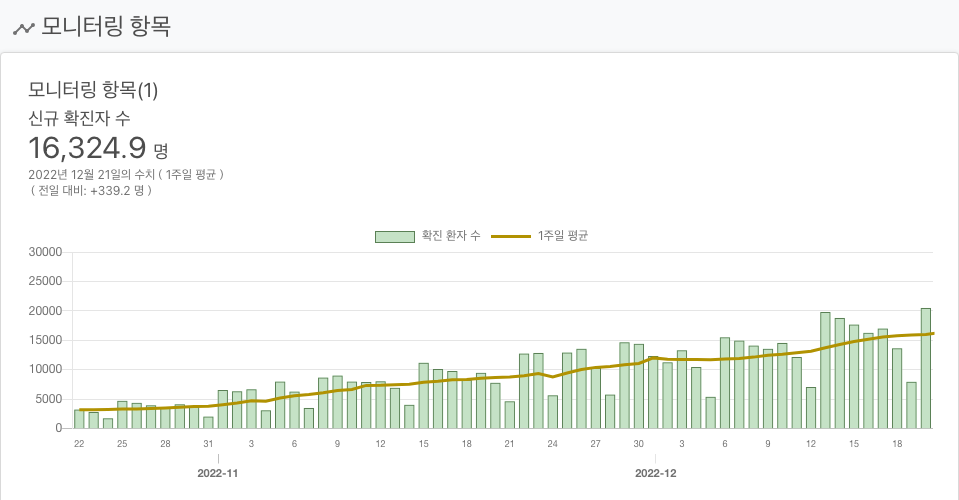 모니터링 항목
모니터링 항목(1)
신규 확진자 수
16,324.9 명
2022년 12월 21일의 수치 ( 1주일 평균 )
( 전일 대비: +339.2 명 )
확진 환자 수 1주일 평균
30000
25000
20000
15000
10000
5000
0
22 25 28 31 3 6 9 12 15 18 21 24 27 30 3 6 9 12 15 18
2022-11 2022-12